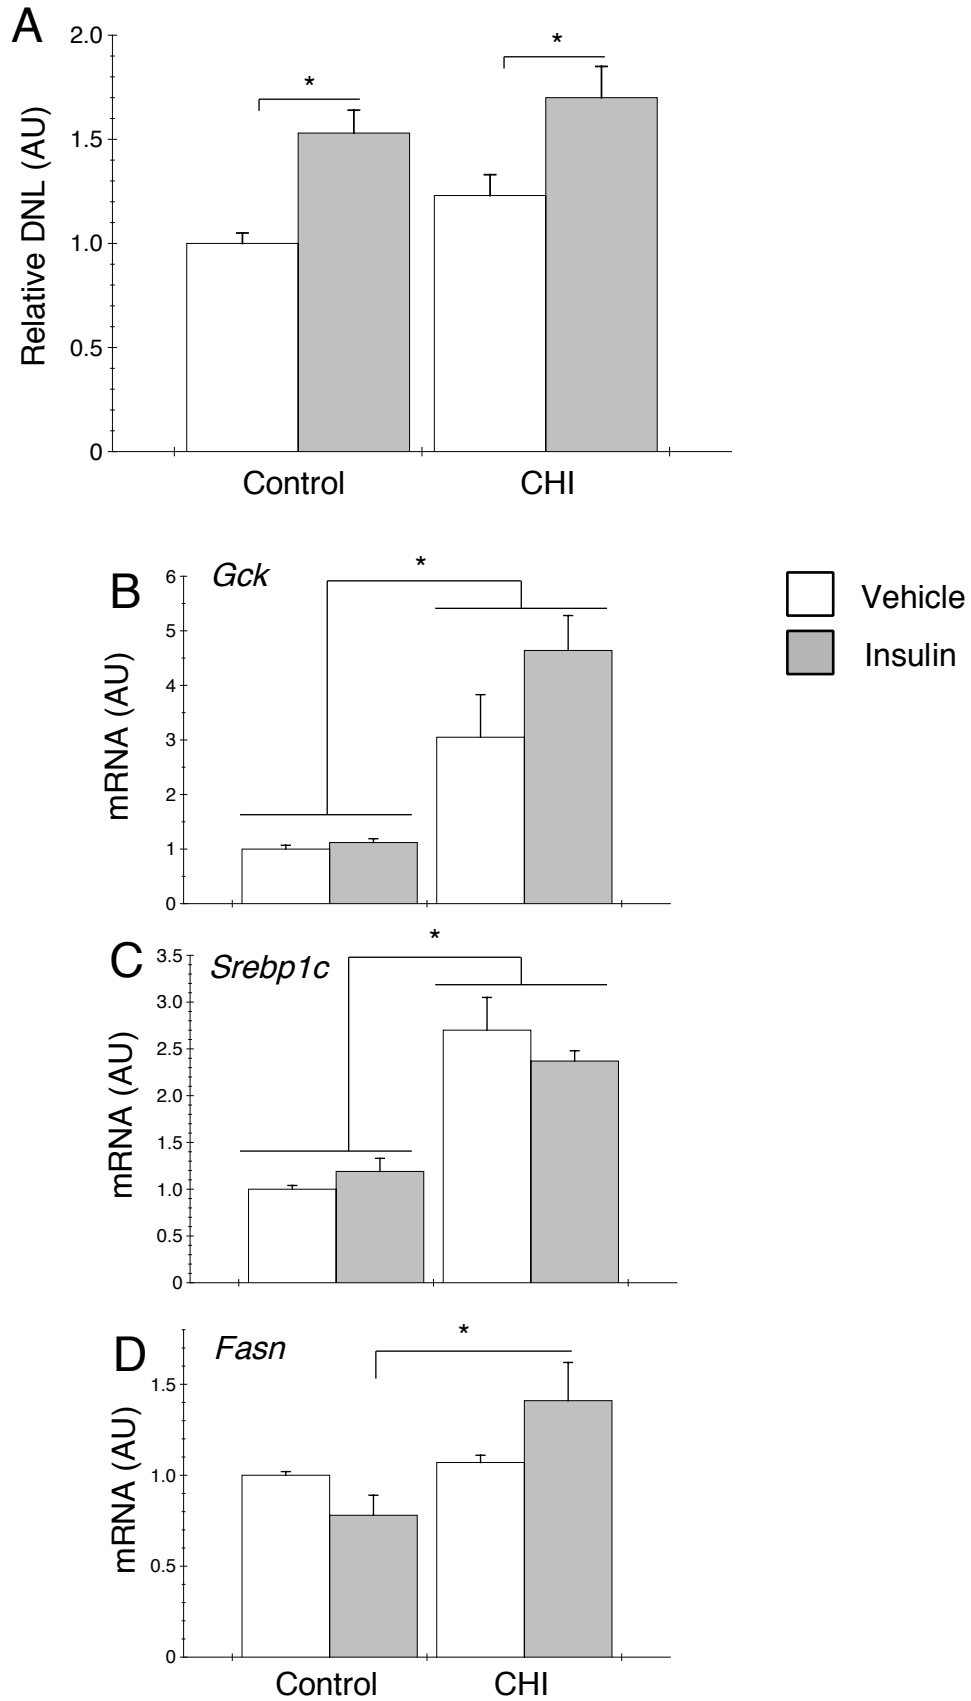 A
Relative DNL (AU)
2.0
1.5
1.0
0.5
0
*
*
Control
CHI
B
Gck
mRNA (AU)
6
5
4
3
2
1
0
*
Vehicle
Insulin
C
Srebp1c
mRNA (AU)
3.5
3.0
2.5
2.0
1.5
1.0
0.5
0
*
D
Fasn
mRNA (AU)
1.5
1.0
0.5
0
*
Control
CHI